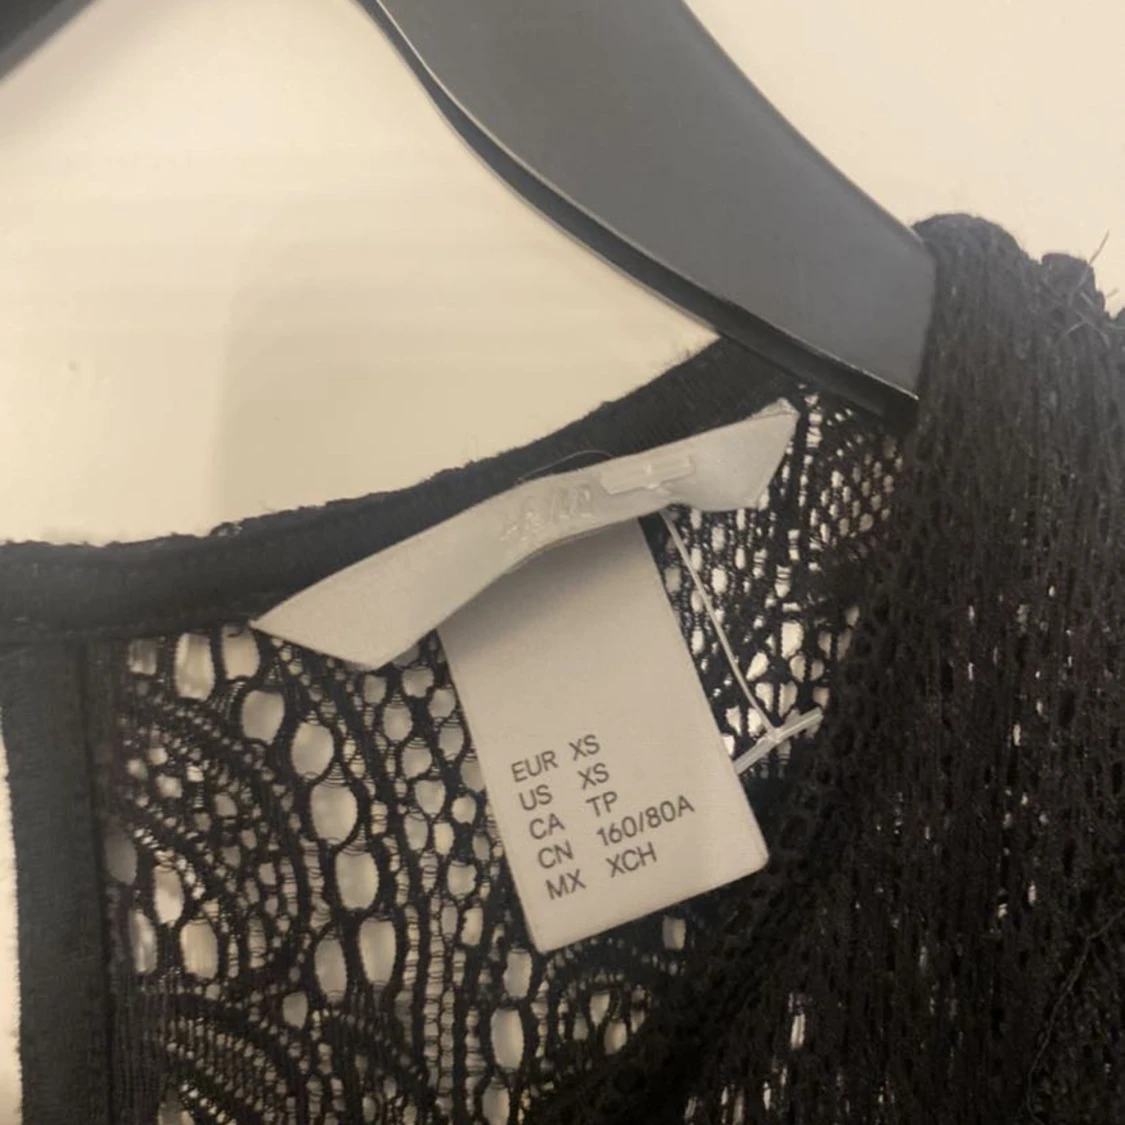 EUR XS
US XS
CA TP
CN 160/80A
MX XCH